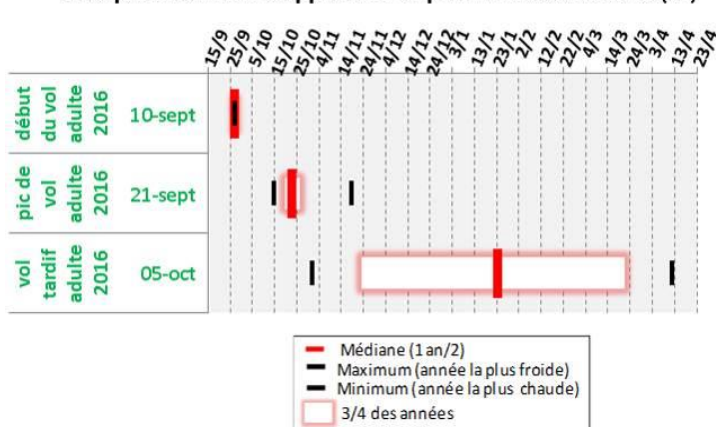 15/9 25/9 5/10 15/10 25/10 4/11 14/11 24/11 4/12 14/12 24/12 3/1 13/1 23/1 2/2 12/2 22/2 4/3 14/3 24/3 3/4 13/4 23/4
début
du vol
adulte
2016
10-sept
pic de
vol
adulte
2016
21-sept
vol
tardif
adulte
2016
05-oct
Médiane (1an/2)
Maximum (année la plus froide)
Minimum (année la plus chaude)
3/4 des années